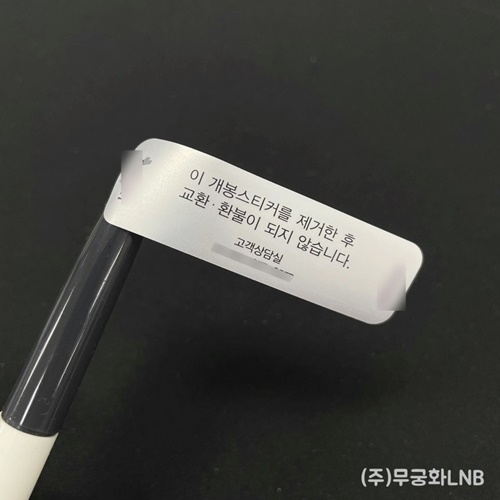 이 개봉스티커를 제거한 후
교환·환불이 되지 않습니다.
고객상담실
(주)무궁화LNB